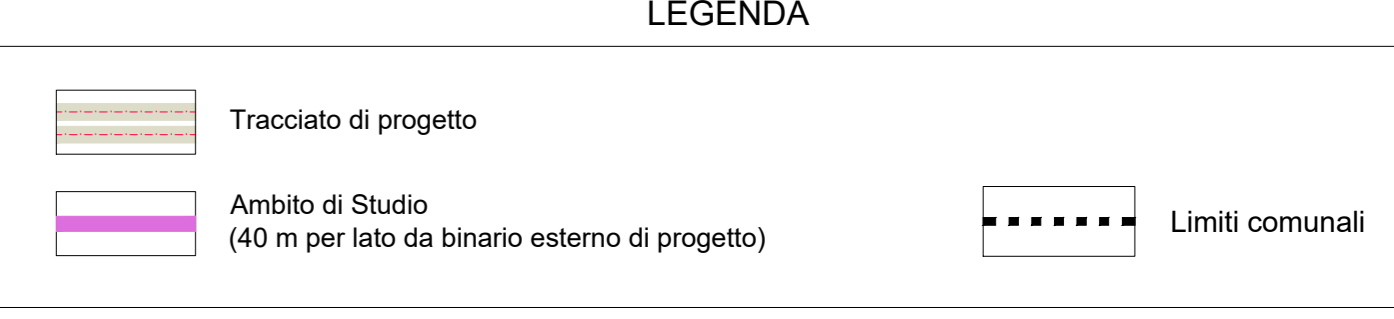 LEGENDA
Tracciato di progetto
Ambito di Studio
(40 m per lato da binario esterno di progetto)
Limiti comunali